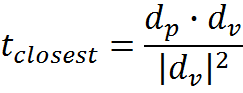 t_closest = (d_p · d_v) / |d_v|²